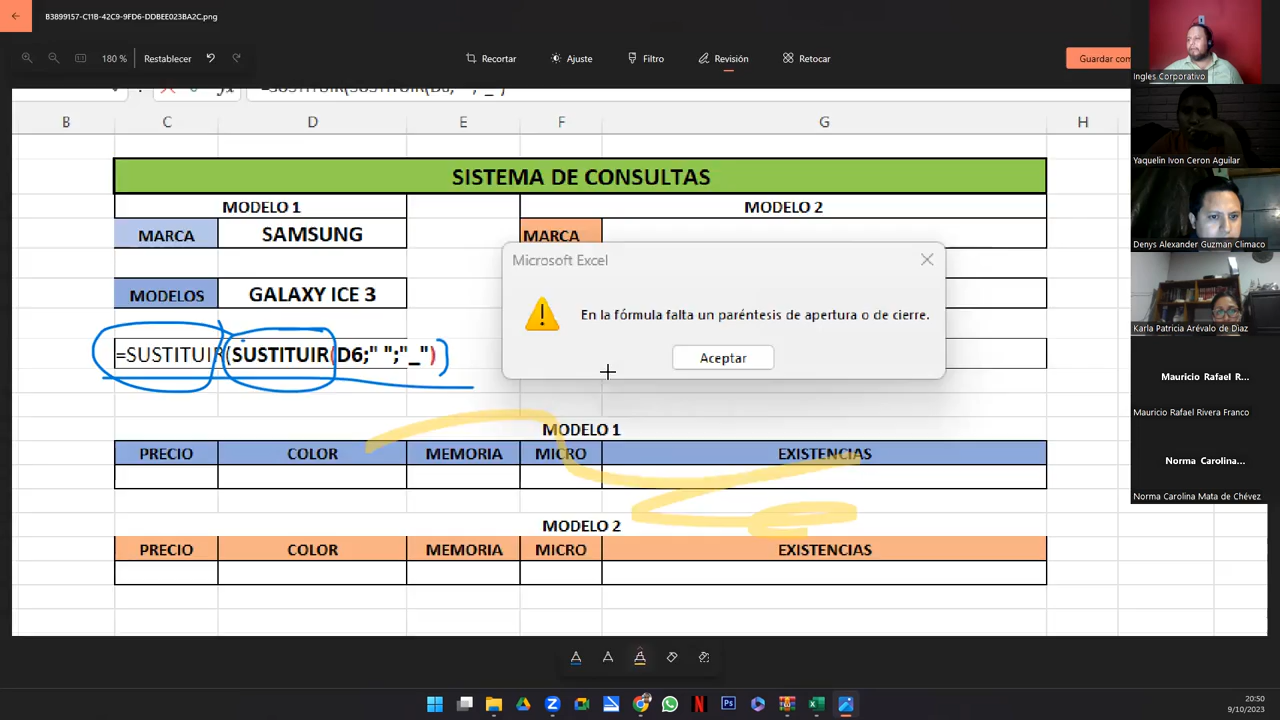 B3899157-C11B-42C9-9FD6-DDBEE023BA2C.png
180 %
Restablecer
Recortar
Ajuste
Filtro
Revisión
Retocar
Guardar com
Ingles Corporativo
=SUSTITUIR(SUSTITUIR(D6;" ";"_")
B C D E F G H
SISTEMA DE CONSULTAS
MODELO 1 MODELO 2
MARCA SAMSUNG MARCA
Microsoft Excel
MODELOS GALAXY ICE 3
En la fórmula falta un paréntesis de apertura o de cierre.
=SUSTITUIR(SUSTITUIR(D6;" ";"_")
Aceptar
MODELO 1
PRECIO COLOR MEMORIA MICRO EXISTENCIAS
MODELO 2
PRECIO COLOR MEMORIA MICRO EXISTENCIAS
Yaquelin Ivon Ceron Aguilar
Denys Alexander Guzman Climaco
Karla Patricia Arévalo de Diaz
Mauricio Rafael R...
Mauricio Rafael Rivera Franco
Norma Carolina...
Norma Carolina Mata de Chévez
20:50
9/10/2023